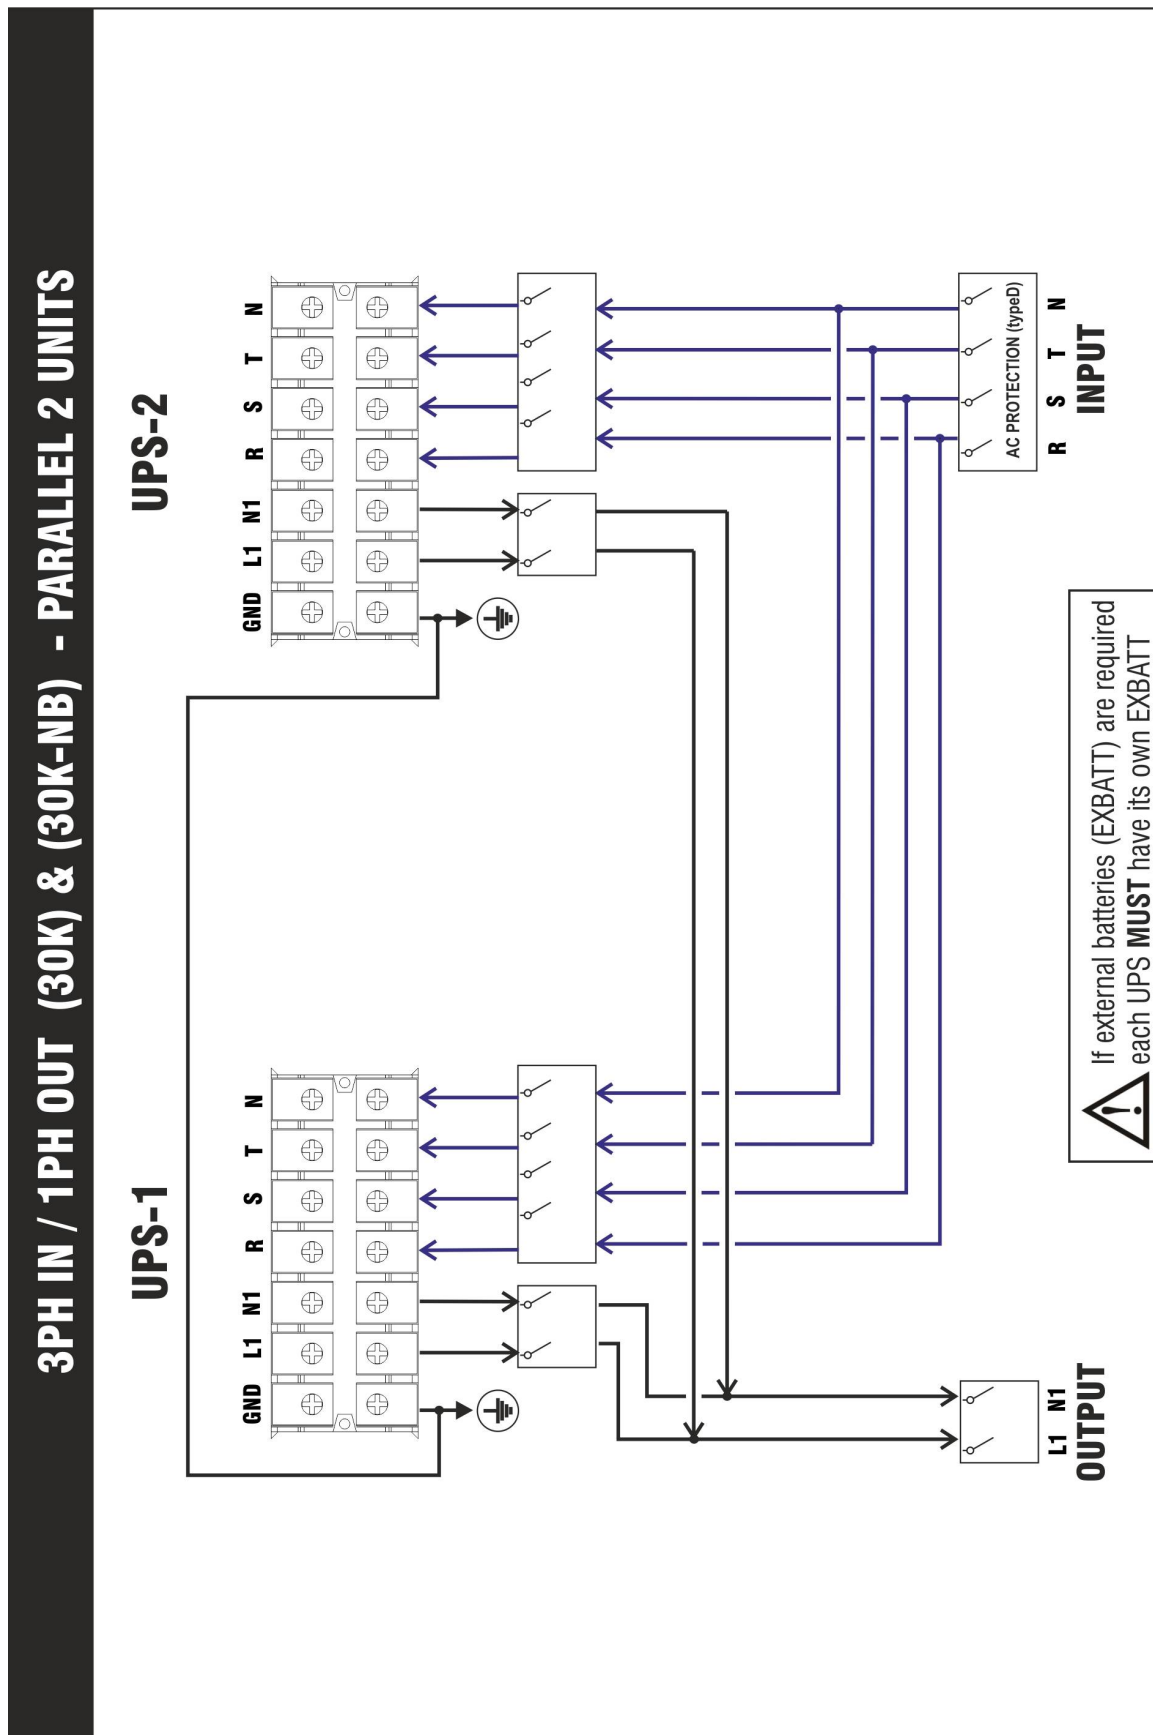 3PH IN / 1PH OUT (30K) & (30K-NB) - PARALLEL 2 UNITS
UPS-1
UPS-2
GND L1 N1 R S T N
GND L1 N1 R S T N
AC PROTECTION (typeD)
L1 N1
OUTPUT
R S T N
INPUT
If external batteries (EXBATT) are required
each UPS MUST have its own EXBATT